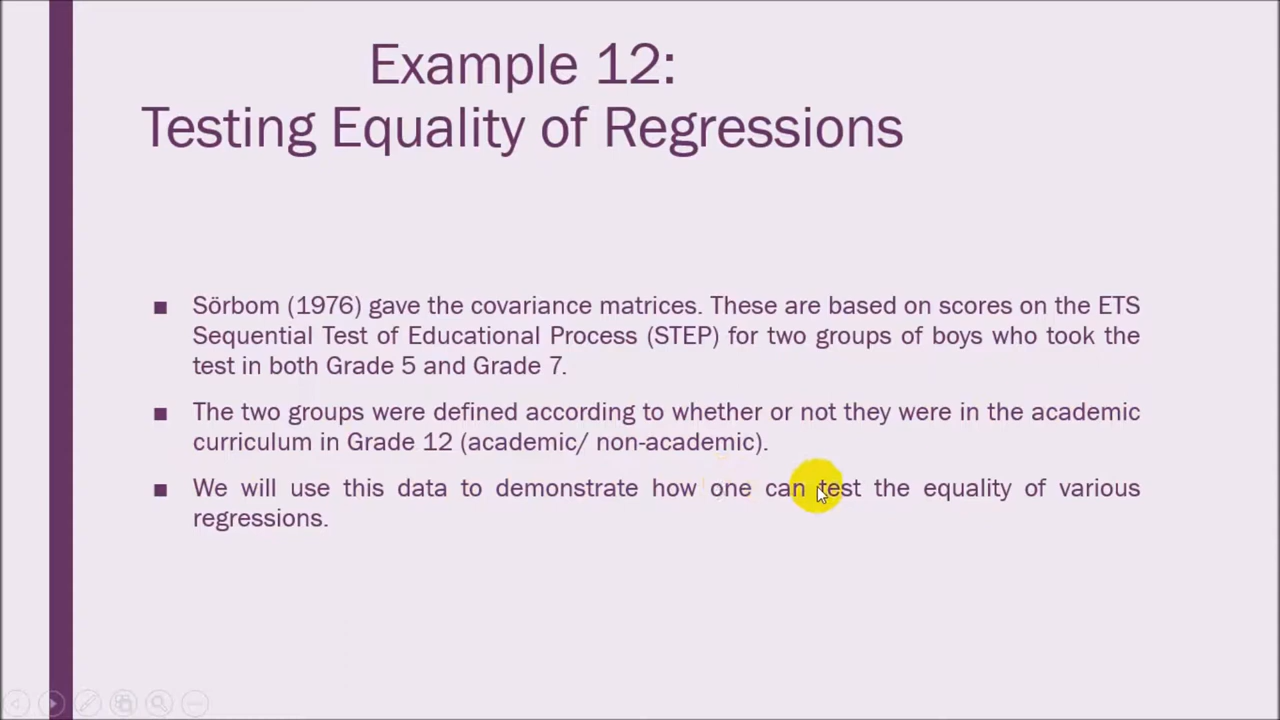 Example 12:
Testing Equality of Regressions
■ Sörbom (1976) gave the covariance matrices. These are based on scores on the ETS
Sequential Test of Educational Process (STEP) for two groups of boys who took the
test in both Grade 5 and Grade 7.
■ The two groups were defined according to whether or not they were in the academic
curriculum in Grade 12 (academic/ non-academic).
■ We will use this data to demonstrate how one can test the equality of various
regressions.